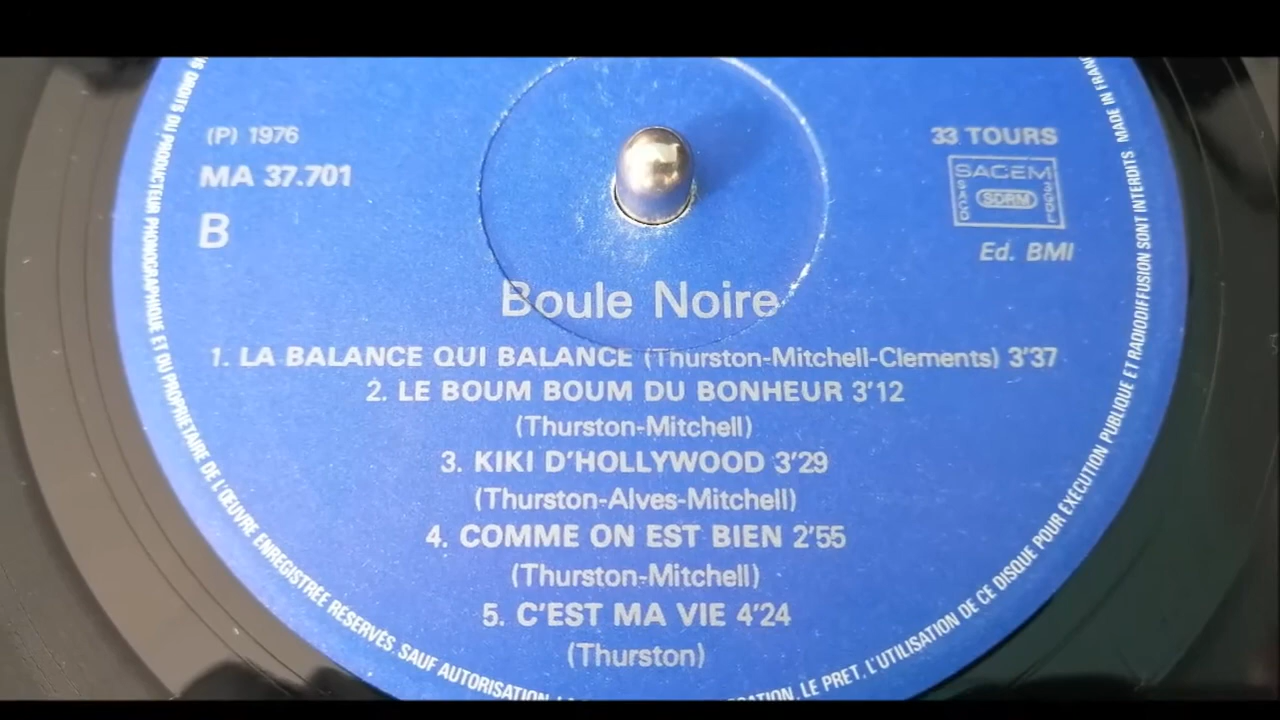 (P) 1976
33 TOURS
MA 37.701
SACEM
SACD
SDRM
SGDL
B
Ed. BMI
Boule Noire
1. LA BALANCE QUI BALANCE (Thurston-Mitchell-Clements) 3'37
2. LE BOUM BOUM DU BONHEUR 3'12
(Thurston-Mitchell)
3. KIKI D'HOLLYWOOD 3'29
(Thurston-Alves-Mitchell)
4. COMME ON EST BIEN 2'55
(Thurston-Mitchell)
5. C'EST MA VIE 4'24
(Thurston)
DROITS DU PRODUCTEUR PHONOGRAPHIQUE ET DU PROPRIETAIRE DE L'ŒUVRE ENREGISTREE RESERVES. SAUF AUTORISATION,
LE PRET, L'UTILISATION DE CE DISQUE POUR EXECUTION PUBLIQUE ET RADIODIFFUSION SONT INTERDITS. MADE IN